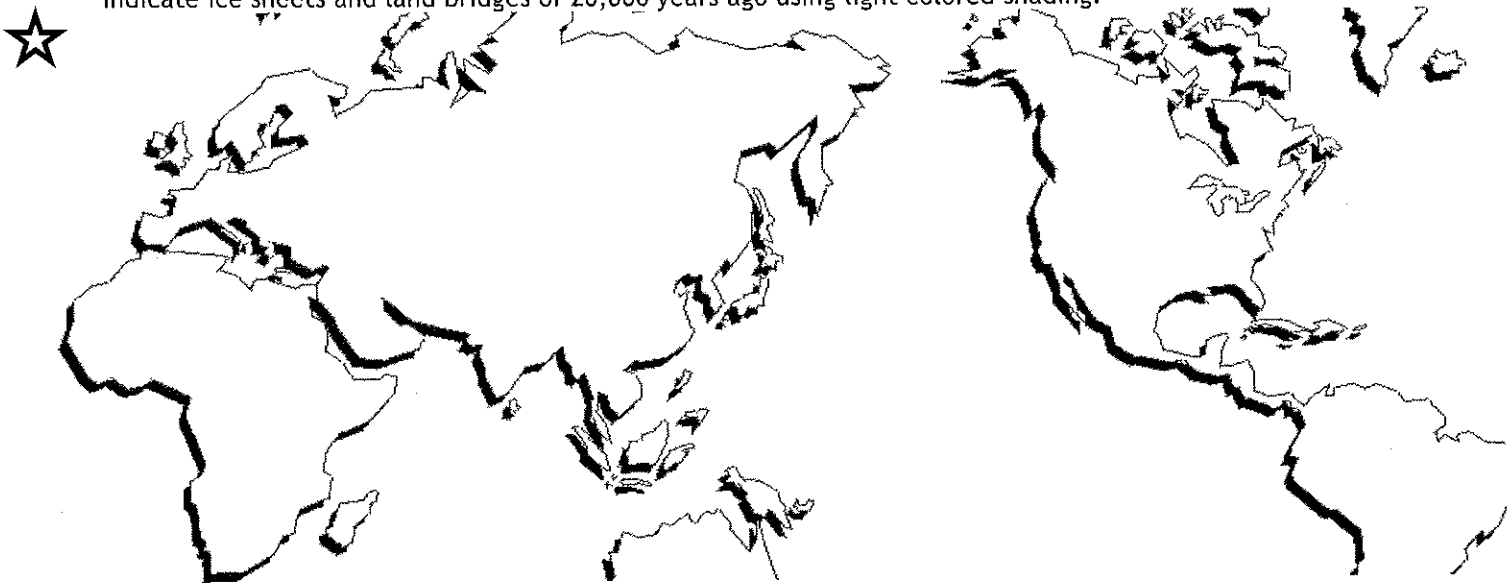 Indicate ice sheets and land bridges of 20,000 years ago using light colored shading.